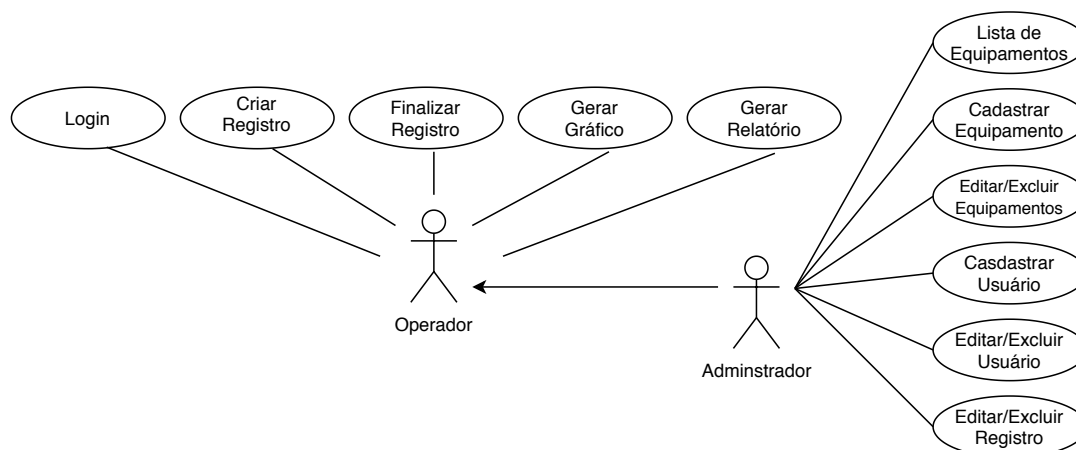 Login
Criar
Registro
Finalizar
Registro
Gerar
Gráfico
Gerar
Relatório
Lista de
Equipamentos
Cadastrar
Equipamento
Editar/Excluir
Equipamentos
Casdastrar
Usuário
Editar/Excluir
Usuário
Editar/Excluir
Registro
Operador
Adminstrador